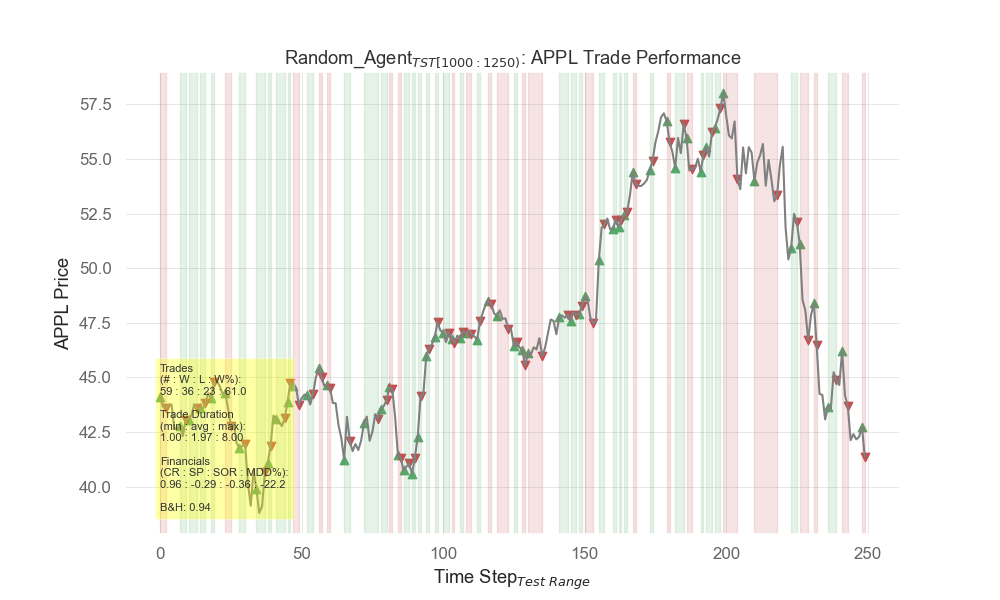 Random_Agent TST[1000:1250): APPL Trade Performance
APPL Price
57.5
55.0
52.5
50.0
47.5
45.0
42.5
40.0
Trades
(# : W : L : W%):
59 : 36 : 23 : 61.0
Trade Duration
(min : avg : max):
1.00 : 1.97 : 8.00
Financials
(CR : SP : SOR : MDD%):
0.96 : -0.29 : -0.36 : -22.2
B&H: 0.94
0 50 100 150 200 250
Time Step Test Range